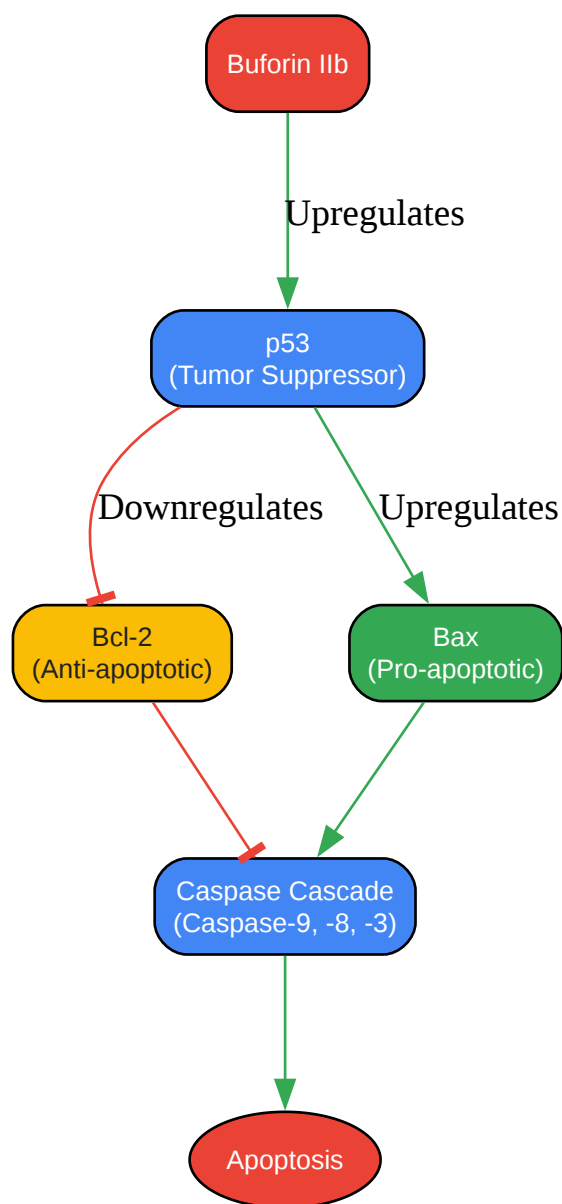 Buforin IIb
Upregulates
p53
(Tumor Suppressor)
Downregulates
Upregulates
Bcl-2
(Anti-apoptotic)
Bax
(Pro-apoptotic)
Caspase Cascade
(Caspase-9, -8, -3)
Apoptosis